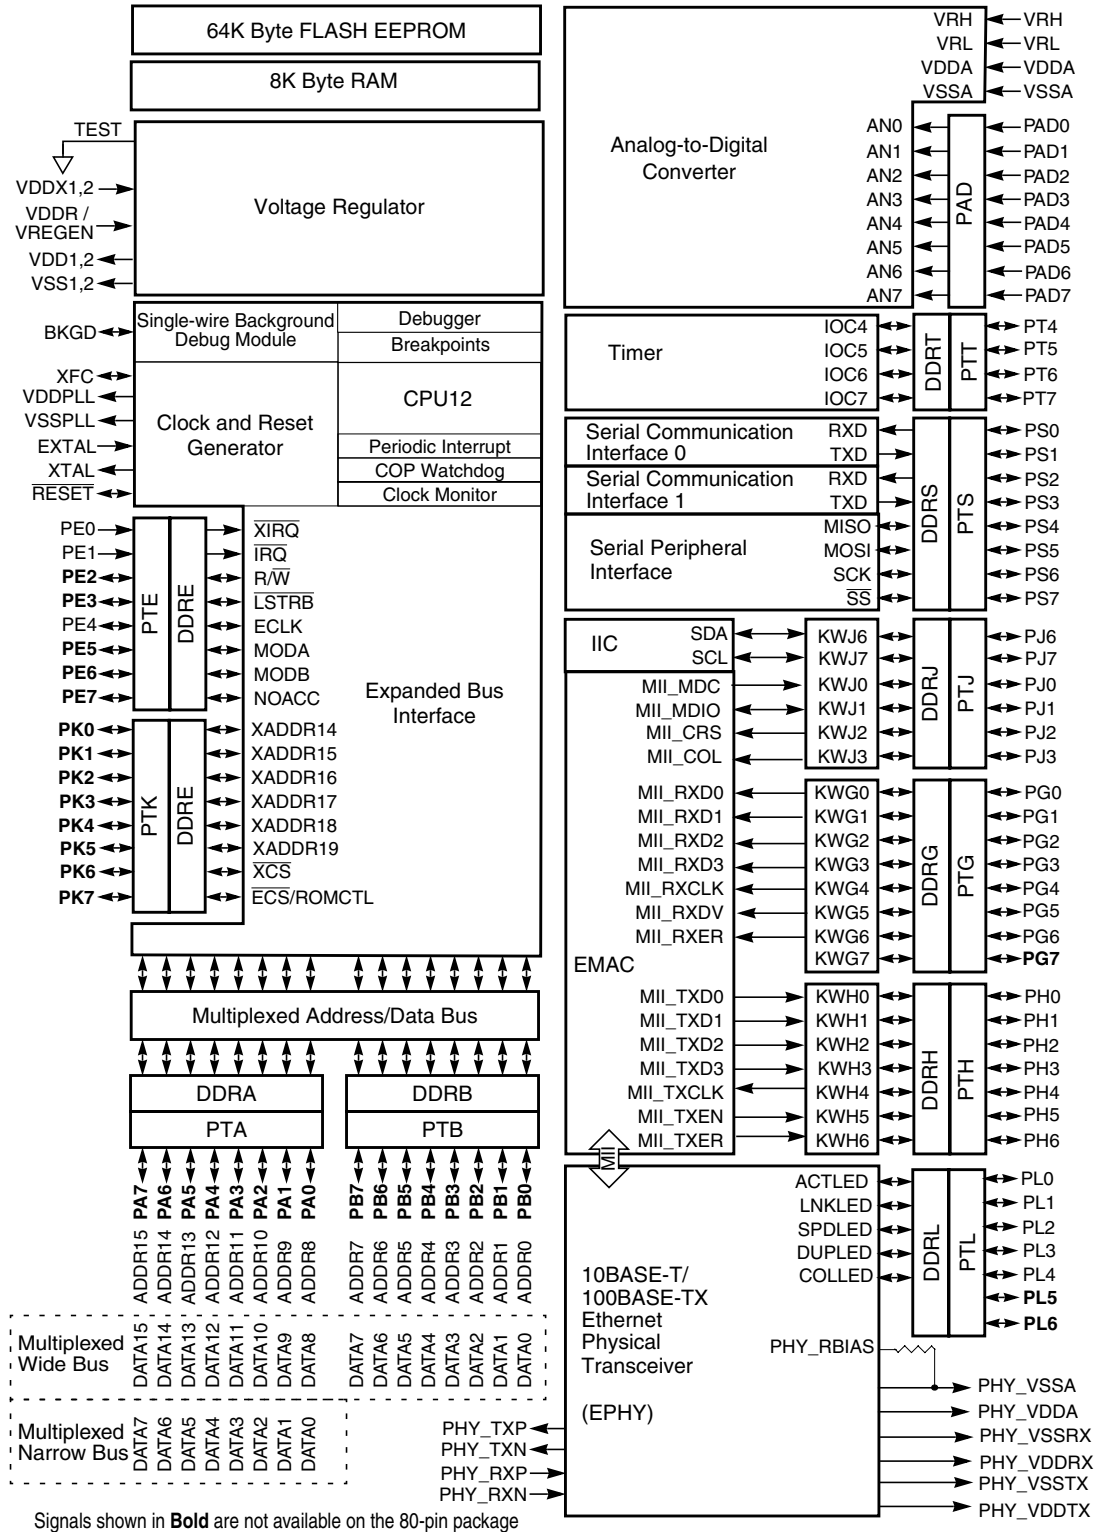 64K Byte FLASH EEPROM
8K Byte RAM
TEST
VDDX1,2
VDDR /
VREGEN
VDD1,2
VSS1,2
Voltage Regulator
BKGD
Single-wire Background
Debug Module
Debugger
Breakpoints
XFC
VDDPLL
VSSPLL
EXTAL
XTAL
RESET
Clock and Reset
Generator
CPU12
Periodic Interrupt
COP Watchdog
Clock Monitor
PE0
PE1
PE2
PE3
PE4
PE5
PE6
PE7
PTE
DDRE
XIRQ
IRQ
R/W
LSTRB
ECLK
MODA
MODB
NOACC
Expanded Bus
Interface
PK0
PK1
PK2
PK3
PK4
PK5
PK6
PK7
PTK
DDRE
XADDR14
XADDR15
XADDR16
XADDR17
XADDR18
XADDR19
XCS
ECS/ROMCTL
Multiplexed Address/Data Bus
DDRA
PTA
DDRB
PTB
PA7 PA6 PA5 PA4 PA3 PA2 PA1 PA0 PB7 PB6 PB5 PB4 PB3 PB2 PB1 PB0
ADDR15 ADDR14 ADDR13 ADDR12 ADDR11 ADDR10 ADDR9 ADDR8 ADDR7 ADDR6 ADDR5 ADDR4 ADDR3 ADDR2 ADDR1 ADDR0
Multiplexed
Wide Bus
DATA15 DATA14 DATA13 DATA12 DATA11 DATA10 DATA9 DATA8 DATA7 DATA6 DATA5 DATA4 DATA3 DATA2 DATA1 DATA0
Multiplexed
Narrow Bus
DATA7 DATA6 DATA5 DATA4 DATA3 DATA2 DATA1 DATA0
Signals shown in Bold are not available on the 80-pin package
Analog-to-Digital
Converter
VRH VRH
VRL VRL
VDDA VDDA
VSSA VSSA
AN0 PAD0
AN1 PAD1
AN2 PAD2
AN3 PAD3
AN4 PAD4
AN5 PAD5
AN6 PAD6
AN7 PAD7
PAD
Timer
IOC4 PT4
IOC5 PT5
IOC6 PT6
IOC7 PT7
DDRT
PTT
Serial Communication
Interface 0
RXD PS0
TXD PS1
Serial Communication
Interface 1
RXD PS2
TXD PS3
Serial Peripheral
Interface
MISO PS4
MOSI PS5
SCK PS6
SS PS7
DDRS
PTS
IIC
SDA KWJ6 PJ6
SCL KWJ7 PJ7
MII_MDC KWJ0 PJ0
MII_MDIO KWJ1 PJ1
MII_CRS KWJ2 PJ2
MII_COL KWJ3 PJ3
DDRJ
PTJ
MII_RXD0 KWG0 PG0
MII_RXD1 KWG1 PG1
MII_RXD2 KWG2 PG2
MII_RXD3 KWG3 PG3
MII_RXCLK KWG4 PG4
MII_RXDV KWG5 PG5
MII_RXER KWG6 PG6
KWG7 PG7
DDRG
PTG
EMAC
MII_TXD0 KWH0 PH0
MII_TXD1 KWH1 PH1
MII_TXD2 KWH2 PH2
MII_TXD3 KWH3 PH3
MII_TXCLK KWH4 PH4
MII_TXEN KWH5 PH5
MII_TXER KWH6 PH6
DDRH
PTH
MII
10BASE-T/
100BASE-TX
Ethernet
Physical
Transceiver
(EPHY)
ACTLED PL0
LNKLED PL1
SPDLED PL2
DUPLED PL3
COLLED PL4
PL5
PL6
DDRL
PTL
PHY_RBIAS
PHY_VSSA
PHY_VDDA
PHY_VSSRX
PHY_VDDRX
PHY_VSSTX
PHY_VDDTX
PHY_TXP
PHY_TXN
PHY_RXP
PHY_RXN